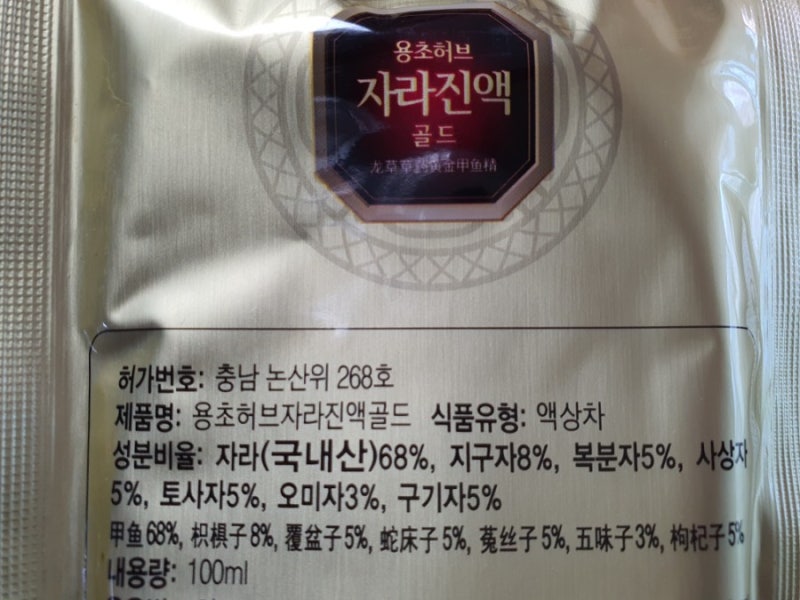 용초허브
자라진액
골드
龙草草药黄金甲鱼精
허가번호: 충남 논산위 268호
제품명: 용초허브자라진액골드 식품유형: 액상차
성분비율: 자라(국내산)68%, 지구자8%, 복분자5%, 사상자
5%, 토사자5%, 오미자3%, 구기자5%
甲鱼 68%, 枳椇子 8%, 覆盆子 5%, 蛇床子 5%, 菟丝子 5%, 五味子 3%, 枸杞子 5%
내용량: 100ml